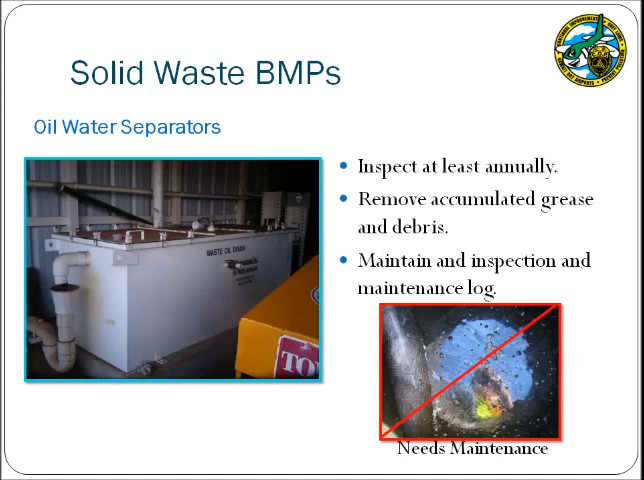 Solid Waste BMPs
Oil Water Separators
Inspect at least annually.
Remove accumulated grease
and debris.
Maintain and inspection and
maintenance log.
WASTE OIL DRAIN
TO
Needs Maintenance